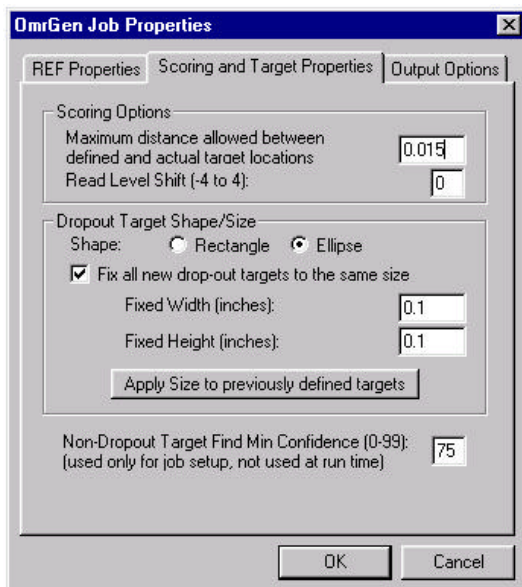 OmrGen Job Properties
REF Properties
Scoring and Target Properties
Output Options
Scoring Options
Maximum distance allowed between
defined and actual target locations
0.015
Read Level Shift (-4 to 4):
0
Dropout Target Shape/Size
Shape:
Rectangle
Ellipse
Fix all new drop-out targets to the same size
Fixed Width (inches):
0.1
Fixed Height (inches):
0.1
Apply Size to previously defined targets
Non-Dropout Target Find Min Confidence (0-99):
(used only for job setup, not used at run time)
75
OK
Cancel